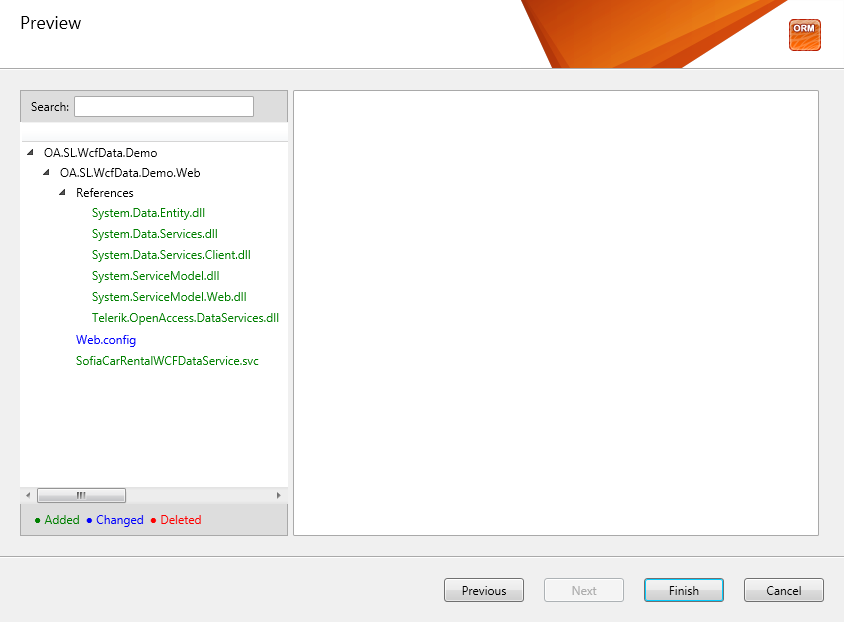 Preview
ORM
Search:
OA.SL.WcfData.Demo
OA.SL.WcfData.Demo.Web
References
System.Data.Entity.dll
System.Data.Services.dll
System.Data.Services.Client.dll
System.ServiceModel.dll
System.ServiceModel.Web.dll
Telerik.OpenAccess.DataServices.dll
Web.config
SofiaCarRentalWCFDataService.svc
Added Changed Deleted
Previous Next Finish Cancel